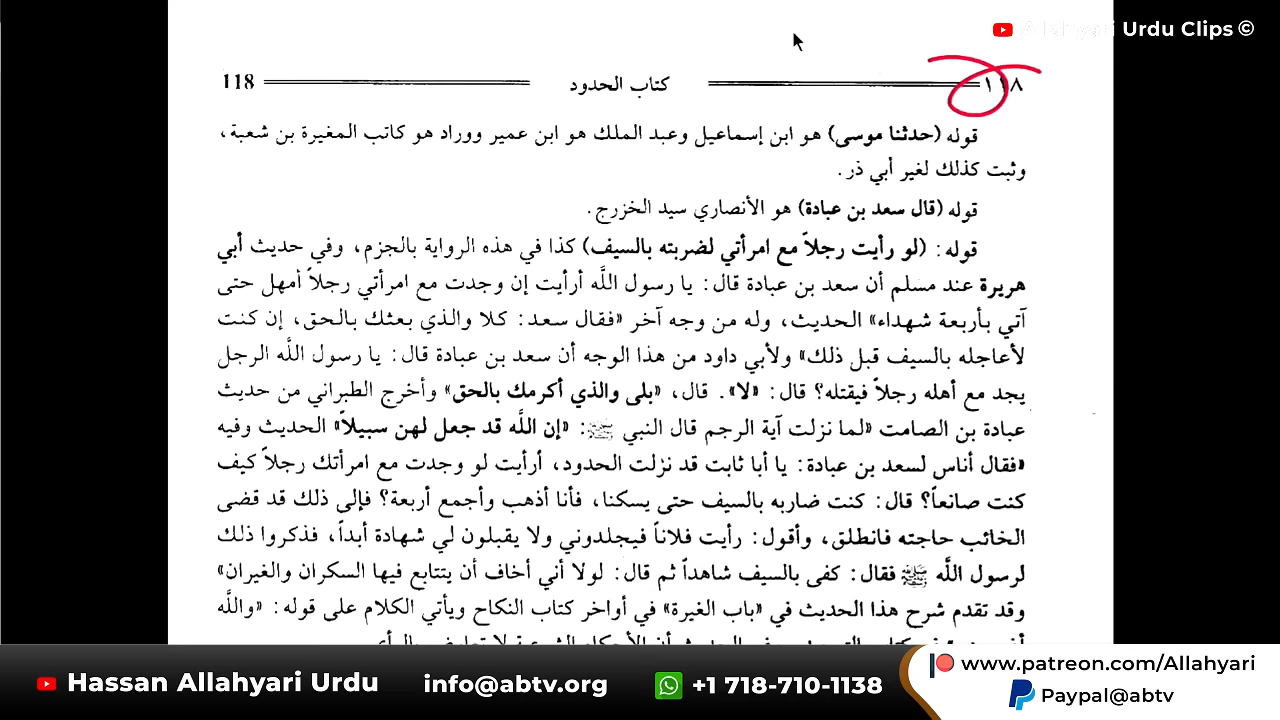 Allahyari Urdu Clips ©
١١٨ كتاب الحدود 118
قوله (حدثنا موسى) هو ابن إسماعيل وعبد الملك هو ابن عمير ووراد هو كاتب المغيرة بن شعبة،
وثبت كذلك لغير أبي ذر.
قوله (قال سعد بن عبادة) هو الأنصاري سيد الخزرج.
قوله: (لو رأيت رجلاً مع امرأتي لضربته بالسيف) كذا في هذه الرواية بالجزم، وفي حديث أبي
هريرة عند مسلم أن سعد بن عبادة قال: يا رسول اللَّه أرأيت إن وجدت مع امرأتي رجلاً أمهل حتى
آتي بأربعة شهداء» الحديث، وله من وجه آخر «فقال سعد: كلا والذي بعثك بالحق، إن كنت
لأعاجله بالسيف قبل ذلك» ولأبي داود من هذا الوجه أن سعد بن عبادة قال: يا رسول اللَّه الرجل
يجد مع أهله رجلاً فيقتله؟ قال: «لا». قال، «بلى والذي أكرمك بالحق» وأخرج الطبراني من حديث
عبادة بن الصامت «لما نزلت آية الرجم قال النبي ﷺ: «إن اللَّه قد جعل لهن سبيلاً» الحديث وفيه
«فقال أناس لسعد بن عبادة: يا أبا ثابت قد نزلت الحدود، أرأيت لو وجدت مع امرأتك رجلاً كيف
كنت صانعاً؟ قال: كنت ضاربه بالسيف حتى يسكنا، فأنا أذهب وأجمع أربعة؟ فإلى ذلك قد قضى
الخائب حاجته فانطلق، وأقول: رأيت فلاناً فيجلدوني ولا يقبلون لي شهادة أبداً، فذكروا ذلك
لرسول اللَّه ﷺ فقال: كفى بالسيف شاهداً ثم قال: لولا أني أخاف أن يتتابع فيها السكران والغيران»
وقد تقدم شرح هذا الحديث في «باب الغيرة» في أواخر كتاب النكاح ويأتي الكلام على قوله: «واللَّه
Hassan Allahyari Urdu
info@abtv.org
+1 718-710-1138
www.patreon.com/Allahyari
Paypal@abtv